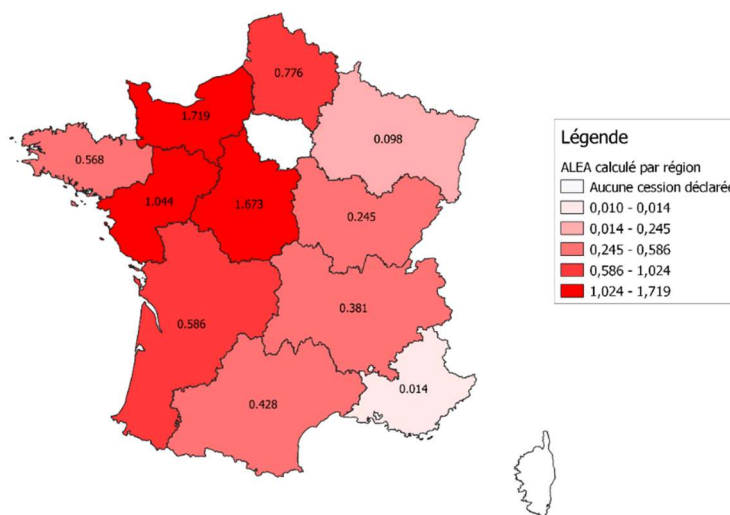 0.776
1.719
0.098
0.568
1.044
1.673
0.245
0.586
0.381
0.428
0.014
Légende
ALEA calculé par région
Aucune cession déclarée
0,010 - 0,014
0,014 - 0,245
0,245 - 0,586
0,586 - 1,024
1,024 - 1,719